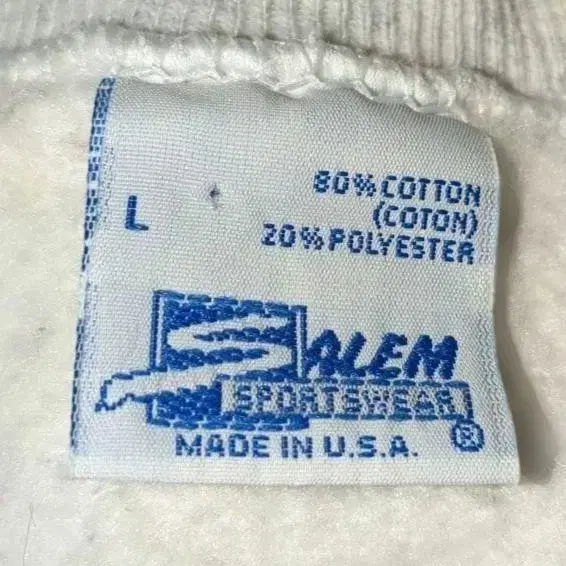 L
80% COTTON
(COTON)
20% POLYESTER
SALEM
SPORTSWEAR
®
MADE IN U.S.A.